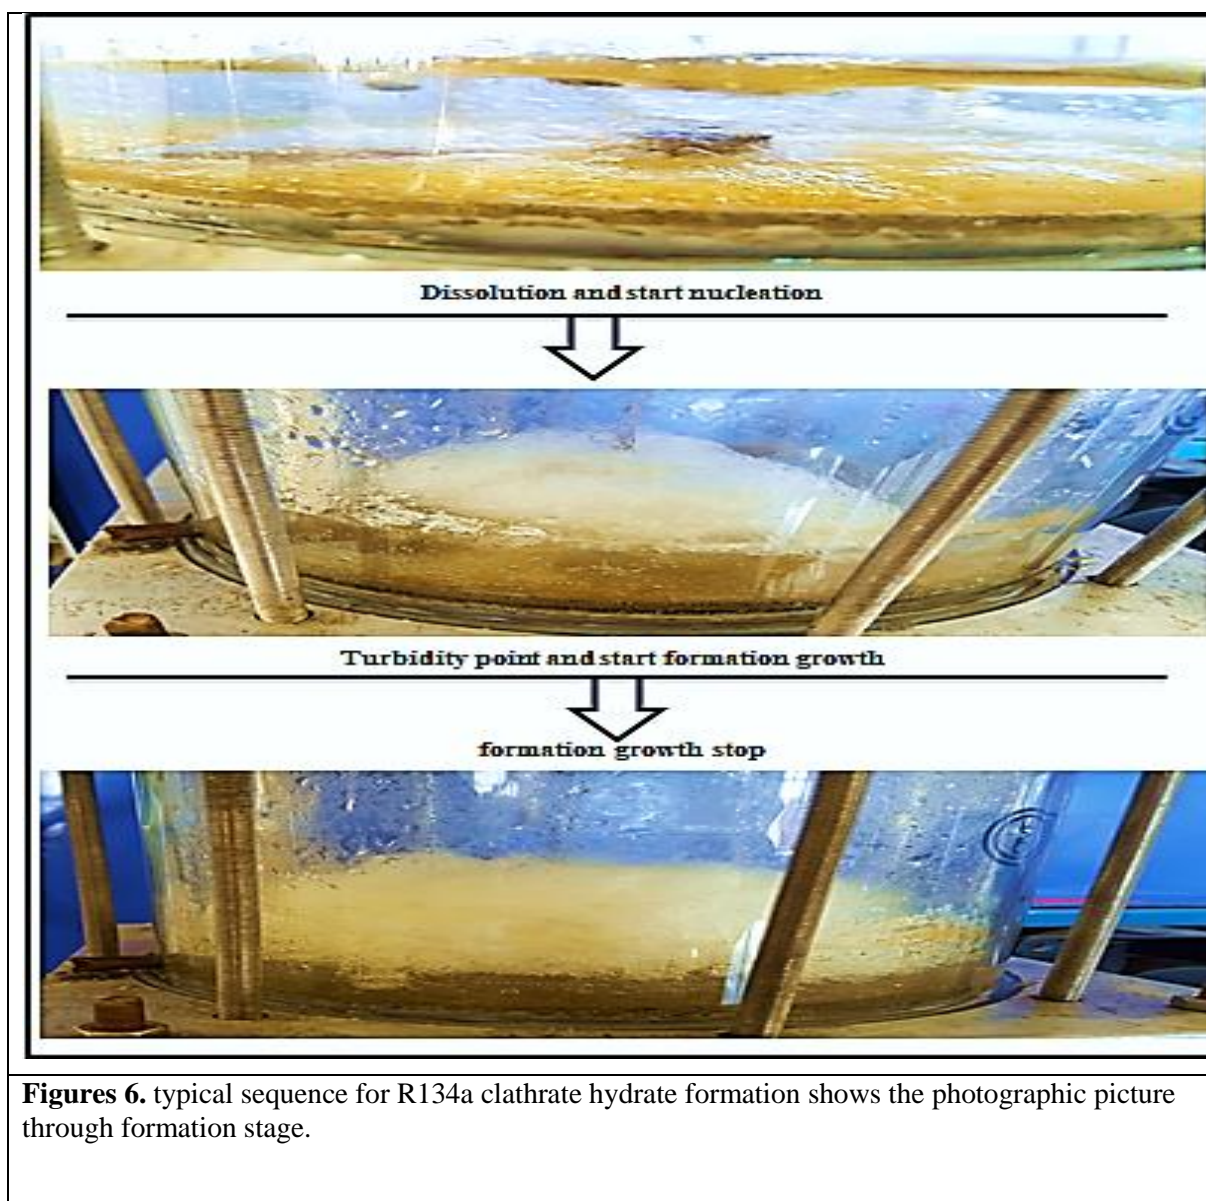 Dissolution and start nucleation
Turbidity point and start formation growth
formation growth stop
Figures 6. typical sequence for R134a clathrate hydrate formation shows the photographic picture
through formation stage.